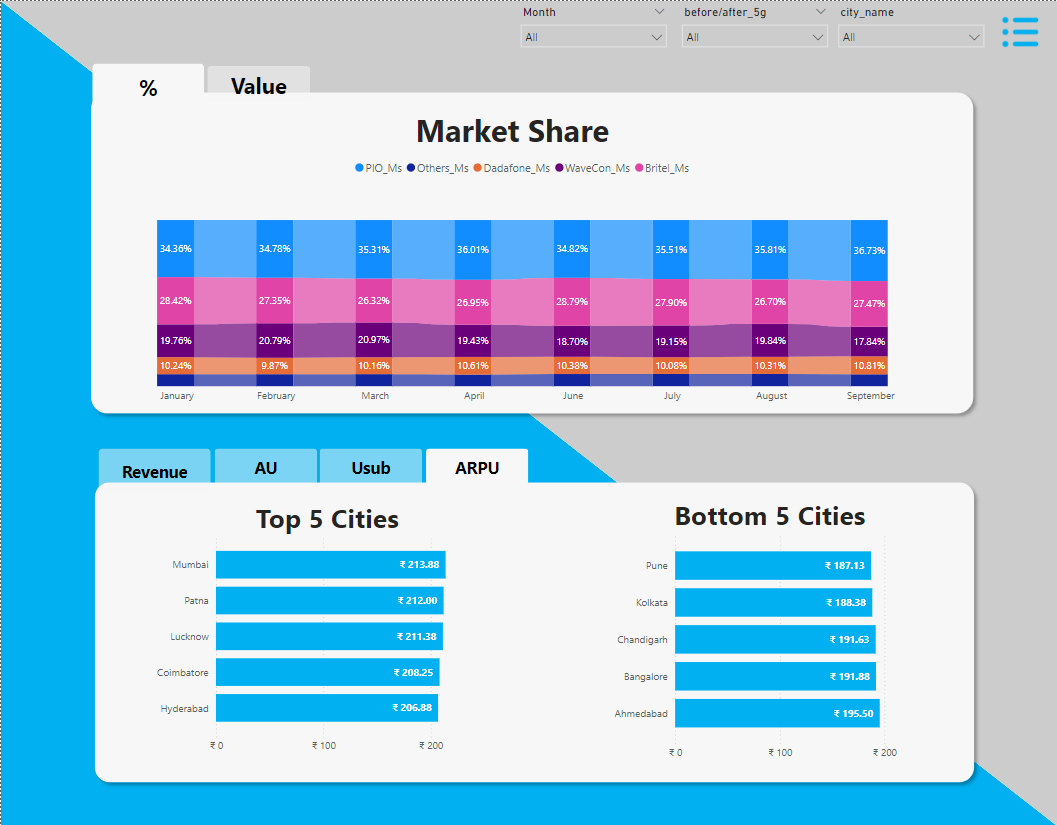 Month before/after_5g city_name
All All All
% Value
Market Share
PIO_Ms Others_Ms Dadafone_Ms WaveCon_Ms Britel_Ms
34.36% 34.78% 35.31% 36.01% 34.82% 35.51% 35.81% 36.73%
28.42% 27.35% 26.32% 26.95% 28.79% 27.90% 26.70% 27.47%
19.76% 20.79% 20.97% 19.43% 18.70% 19.15% 19.84% 17.84%
10.24% 9.87% 10.16% 10.61% 10.38% 10.08% 10.31% 10.81%
January February March April June July August September
Revenue AU Usub ARPU
Top 5 Cities
Mumbai ₹ 213.88
Patna ₹ 212.00
Lucknow ₹ 211.38
Coimbatore ₹ 208.25
Hyderabad ₹ 206.88
₹ 0 ₹ 100 ₹ 200
Bottom 5 Cities
Pune ₹ 187.13
Kolkata ₹ 188.38
Chandigarh ₹ 191.63
Bangalore ₹ 191.88
Ahmedabad ₹ 195.50
₹ 0 ₹ 100 ₹ 200